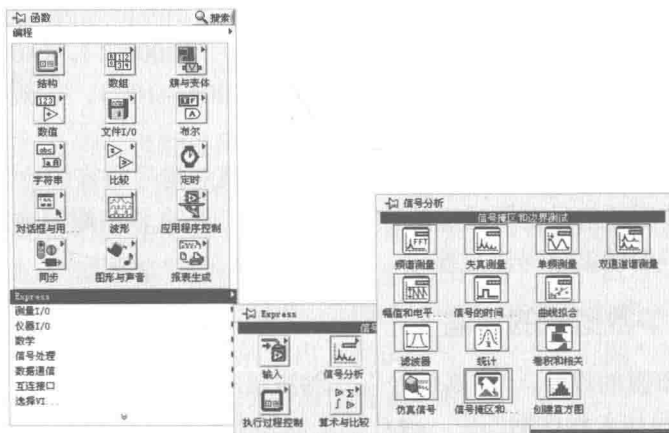 函数
搜索
编程
结构
数组
簇与变体
数值
文件I/O
布尔
字符串
比较
定时
对话框与用...
波形
应用程序控制
同步
图形与声音
报表生成
Express
测量I/O
仪器I/O
数学
信号处理
数据通信
互连接口
选择VI...
Express
输入
信号分析
执行过程控制
算术与比较
信号分析
信号掩区和边界测试
频谱测量
失真测量
单频测量
双通道谱测量
幅值和电平...
信号的时间
曲线拟合
滤波器
统计
卷积和相关
仿真信号
信号掩区和...
创建直方图